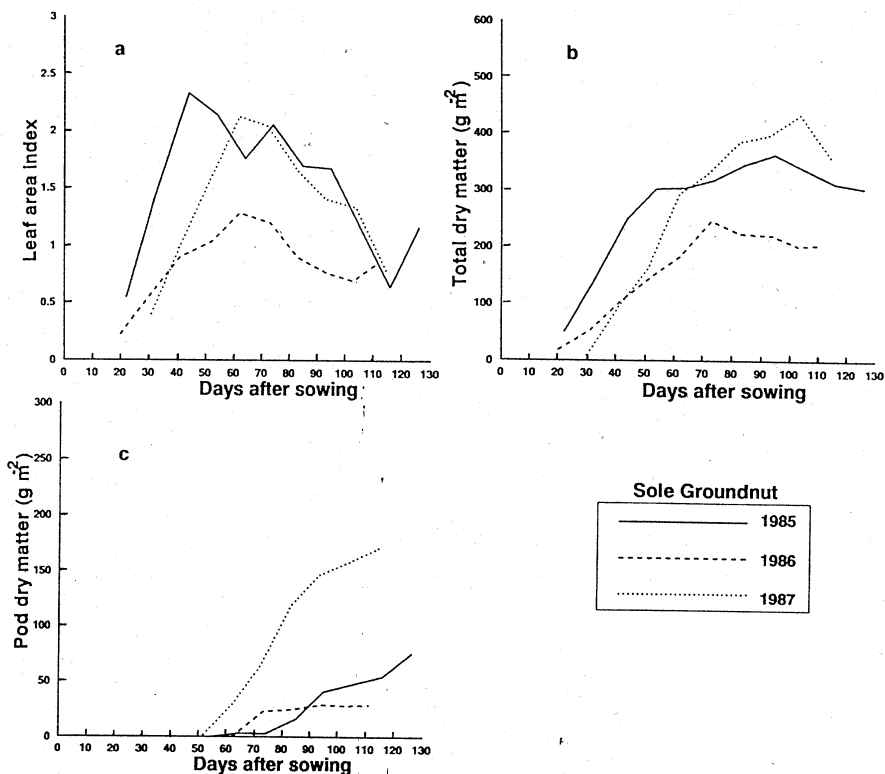 a
Leaf area index
3
2.5
2
1.5
1
0.5
0
0 10 20 30 40 50 60 70 80 90 100 110 120 130
Days after sowing
b
Total dry matter (g m-2)
600
500
400
300
200
100
0
0 10 20 30 40 50 60 70 80 90 100 110 120 130
Days after sowing
c
Pod dry matter (g m-2)
300
250
200
150
100
50
0
0 10 20 30 40 50 60 70 80 90 100 110 120 130
Days after sowing
Sole Groundnut
1985
1986
1987